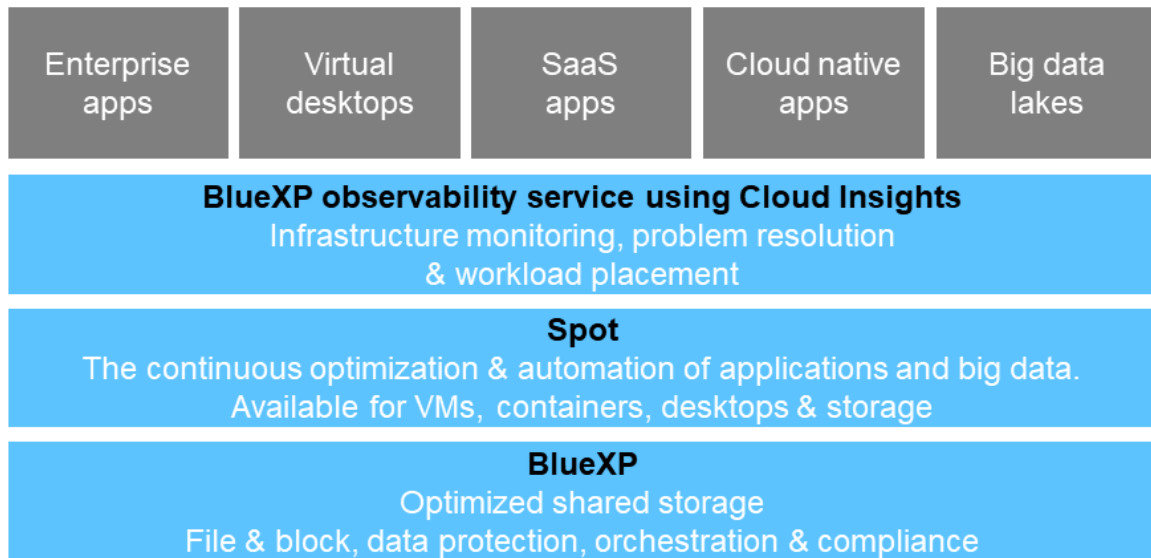 Enterprise
apps
Virtual
desktops
SaaS
apps
Cloud native
apps
Big data
lakes
BlueXP observability service using Cloud Insights
Infrastructure monitoring, problem resolution
& workload placement
Spot
The continuous optimization & automation of applications and big data.
Available for VMs, containers, desktops & storage
BlueXP
Optimized shared storage
File & block, data protection, orchestration & compliance